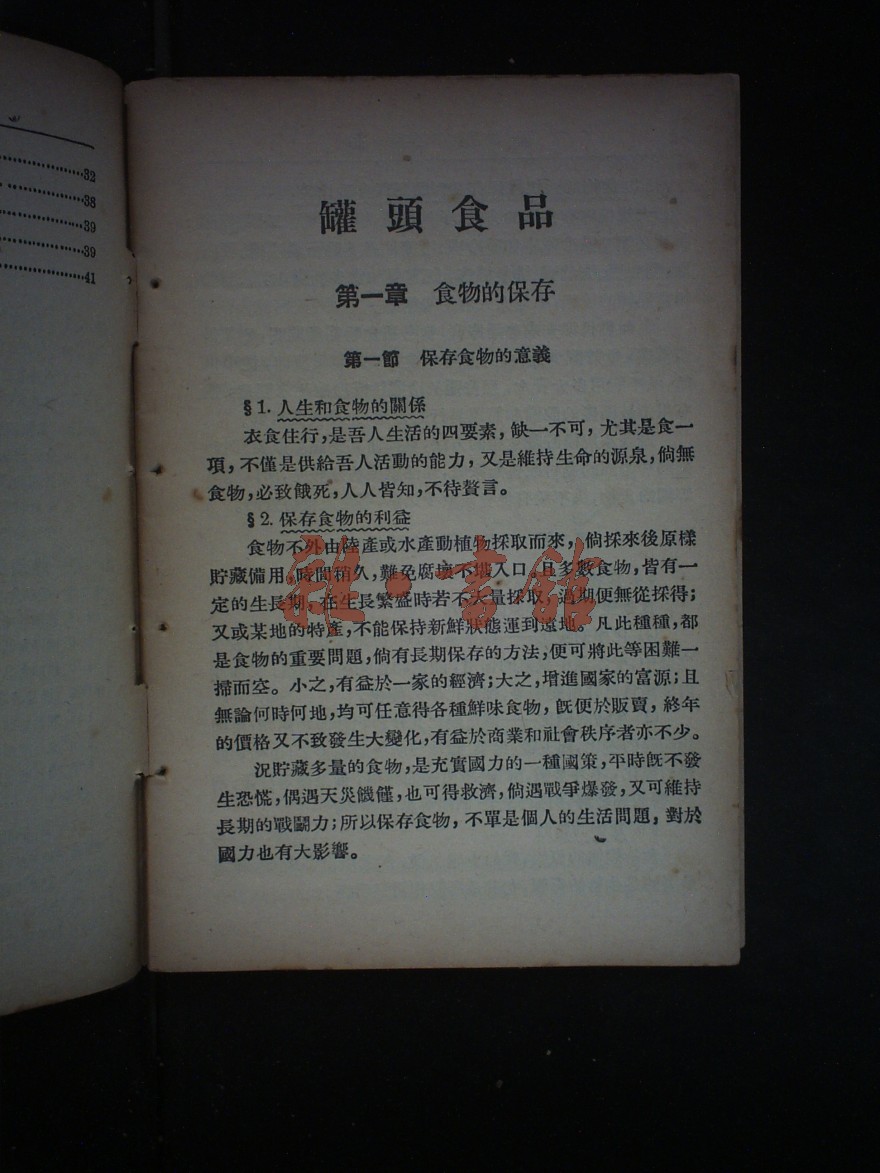 32
38
39
39
41
罐頭食品
第一章 食物的保存
第一節 保存食物的意義
§1. 人生和食物的關係
衣食住行,是吾人生活的四要素,缺一不可,尤其是食一
項,不僅是供給吾人活動的能力,又是維持生命的源泉,倘無
食物,必致餓死,人人皆知,不待贅言。
§2. 保存食物的利益
食物不外由陸產或水產動植物採取而來,倘採來後原樣
貯藏備用,時間稍久,難免腐壞不堪入口。且多數食物,皆有一
定的生長期,在生長繁盛時若不大量採取,過期便無從採得;
又或某地的特產,不能保持新鮮狀態運到遠地。凡此種種,都
是食物的重要問題,倘有長期保存的方法,便可將此等困難一
掃而空。小之,有益於一家的經濟;大之,增進國家的富源;且
無論何時何地,均可任意得各種鮮味食物,既便於販賣,終年
的價格又不致發生大變化,有益於商業和社會秩序者亦不少。
況貯藏多量的食物,是充實國力的一種國策,平時既不發
生恐慌,偶遇天災饑饉,也可得救濟,倘遇戰爭爆發,又可維持
長期的戰鬭力;所以保存食物,不單是個人的生活問題,對於
國力也有大影響。
雜·書館